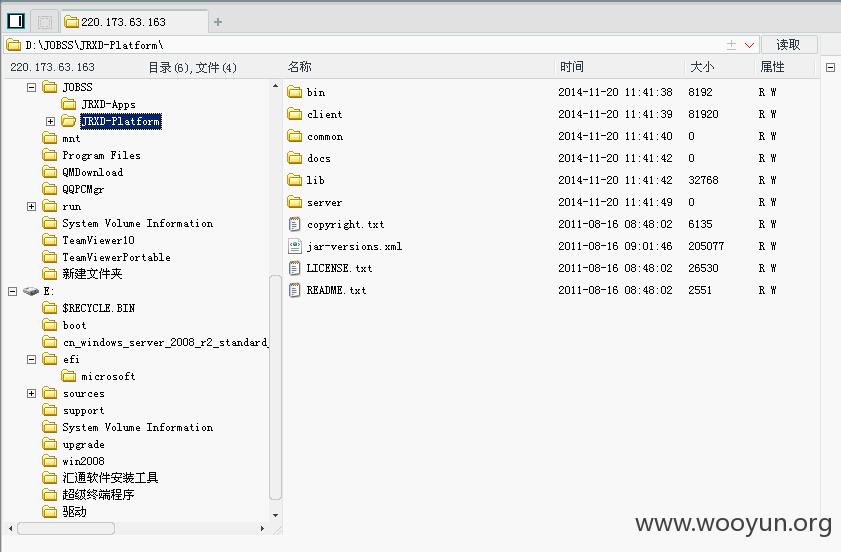 220.173.63.163
D:\JOBSS\JRXD-Platform\
读取
220.173.63.163 目录(6),文件(4)
名称 时间 大小 属性
JOBSS
JRXD-Apps
JRXD-Platform
mnt
Program Files
QMDownload
QQPCMgr
run
System Volume Information
TeamViewer10
TeamViewerPortable
新建文件夹
E:
$RECYCLE.BIN
boot
cn_windows_server_2008_r2_standard_
efi
microsoft
sources
support
System Volume Information
upgrade
win2008
汇通软件安装工具
超级终端程序
驱动
bin 2014-11-20 11:41:38 8192 R W
client 2014-11-20 11:41:39 81920 R W
common 2014-11-20 11:41:40 0 R W
docs 2014-11-20 11:41:42 0 R W
lib 2014-11-20 11:41:42 32768 R W
server 2014-11-20 11:41:49 0 R W
copyright.txt 2011-08-16 08:48:02 6135 R W
jar-versions.xml 2011-08-16 09:01:46 205077 R W
LICENSE.txt 2011-08-16 08:48:02 26530 R W
README.txt 2011-08-16 08:48:02 2551 R W
www.wooyun.org